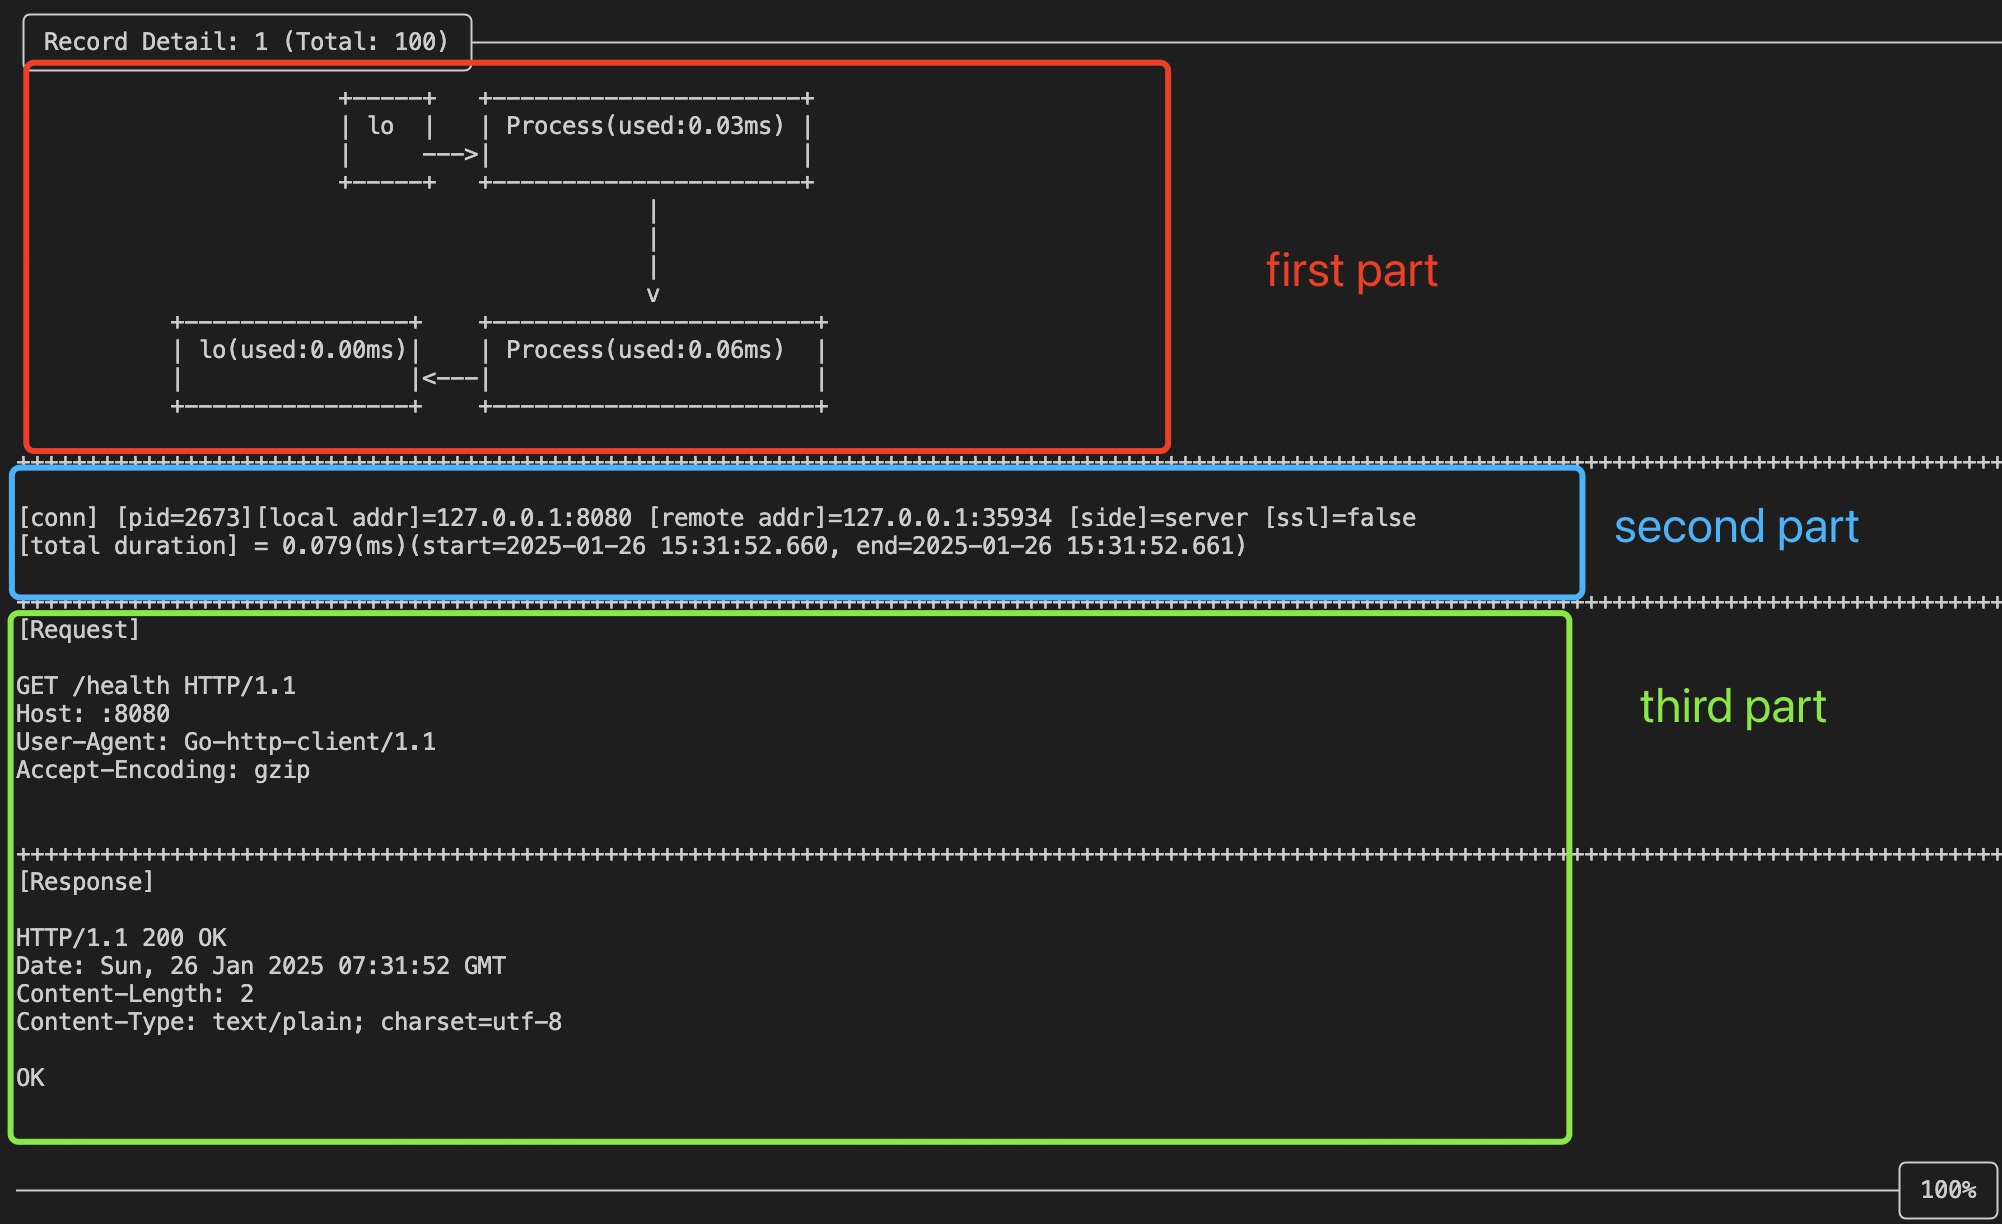 Record Detail: 1 (Total: 100)
+-----+   +-----------------------+
| lo  |   | Process(used:0.03ms) |
|     --->|                       |
+-----+   +-----------------------+
|
|
|
v
+-----------------+    +------------------------+
| lo(used:0.00ms)|    | Process(used:0.06ms)  |
|                 |<---|                        |
+-----------------+    +------------------------+
first part
++++++++++++++++++++++++++++++++++++++++++++++++++++++++++++++++++++++++++++++++++++++++++++++++++++++++++++++++++++++++++++++++++++++++++++++
[conn] [pid=2673][local addr]=127.0.0.1:8080 [remote addr]=127.0.0.1:35934 [side]=server [ssl]=false
[total duration] = 0.079(ms)(start=2025-01-26 15:31:52.660, end=2025-01-26 15:31:52.661)
second part
++++++++++++++++++++++++++++++++++++++++++++++++++++++++++++++++++++++++++++++++++++++++++++++++++++++++++++++++++++++++++++++++++++++++++++++
[Request]
GET /health HTTP/1.1
Host: :8080
User-Agent: Go-http-client/1.1
Accept-Encoding: gzip
third part
++++++++++++++++++++++++++++++++++++++++++++++++++++++++++++++++++++++++++++++++++++++++++++++++++++++++++++++++++++++++++++++++++++++++++++++
[Response]
HTTP/1.1 200 OK
Date: Sun, 26 Jan 2025 07:31:52 GMT
Content-Length: 2
Content-Type: text/plain; charset=utf-8
OK
100%